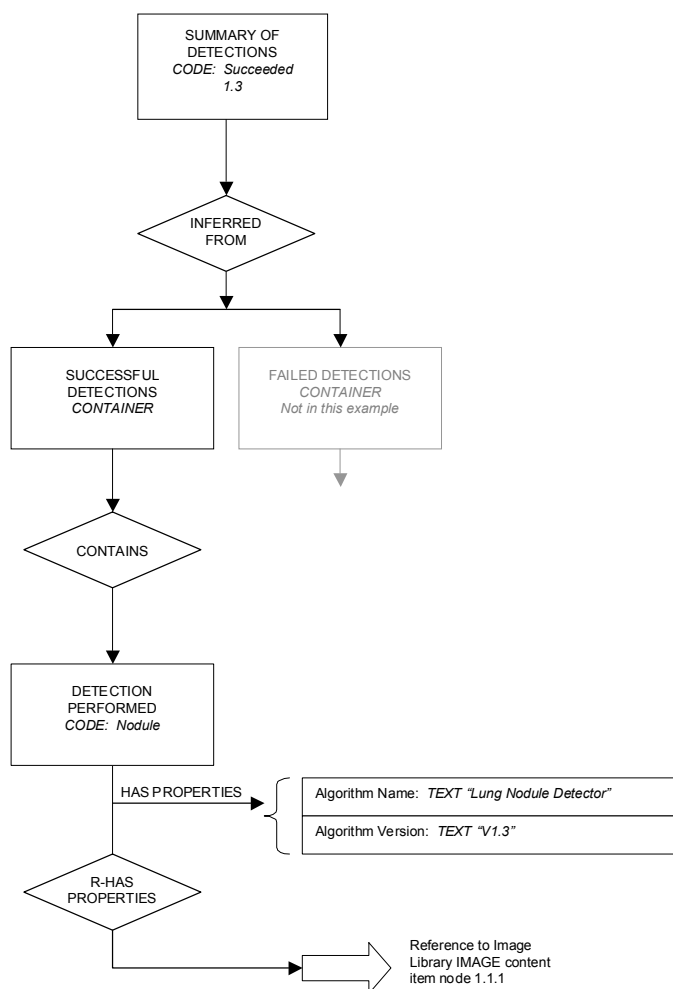 SUMMARY OF
DETECTIONS
CODE: Succeeded
1.3
INFERRED
FROM
SUCCESSFUL
DETECTIONS
CONTAINER
FAILED DETECTIONS
CONTAINER
Not in this example
CONTAINS
DETECTION
PERFORMED
CODE: Nodule
HAS PROPERTIES
Algorithm Name: TEXT “Lung Nodule Detector”
Algorithm Version: TEXT “V1.3”
R-HAS
PROPERTIES
Reference to Image
Library IMAGE content
item node 1.1.1